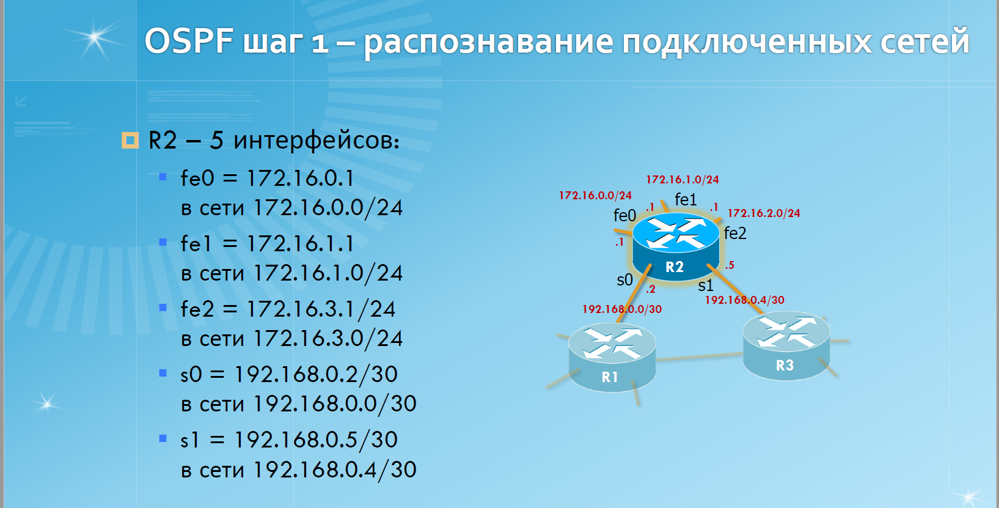 OSPF шаг 1 – распознавание подключенных сетей
R2 – 5 интерфейсов:
fe0 = 172.16.0.1
в сети 172.16.0.0/24
fe1 = 172.16.1.1
в сети 172.16.1.0/24
fe2 = 172.16.3.1/24
в сети 172.16.3.0/24
s0 = 192.168.0.2/30
в сети 192.168.0.0/30
s1 = 192.168.0.5/30
в сети 192.168.0.4/30
172.16.1.0/24
172.16.0.0/24
fe1
.1
.1
172.16.2.0/24
fe0
fe2
.1
R2
.5
s0
.2
s1
192.168.0.4/30
192.168.0.0/30
R1
R3